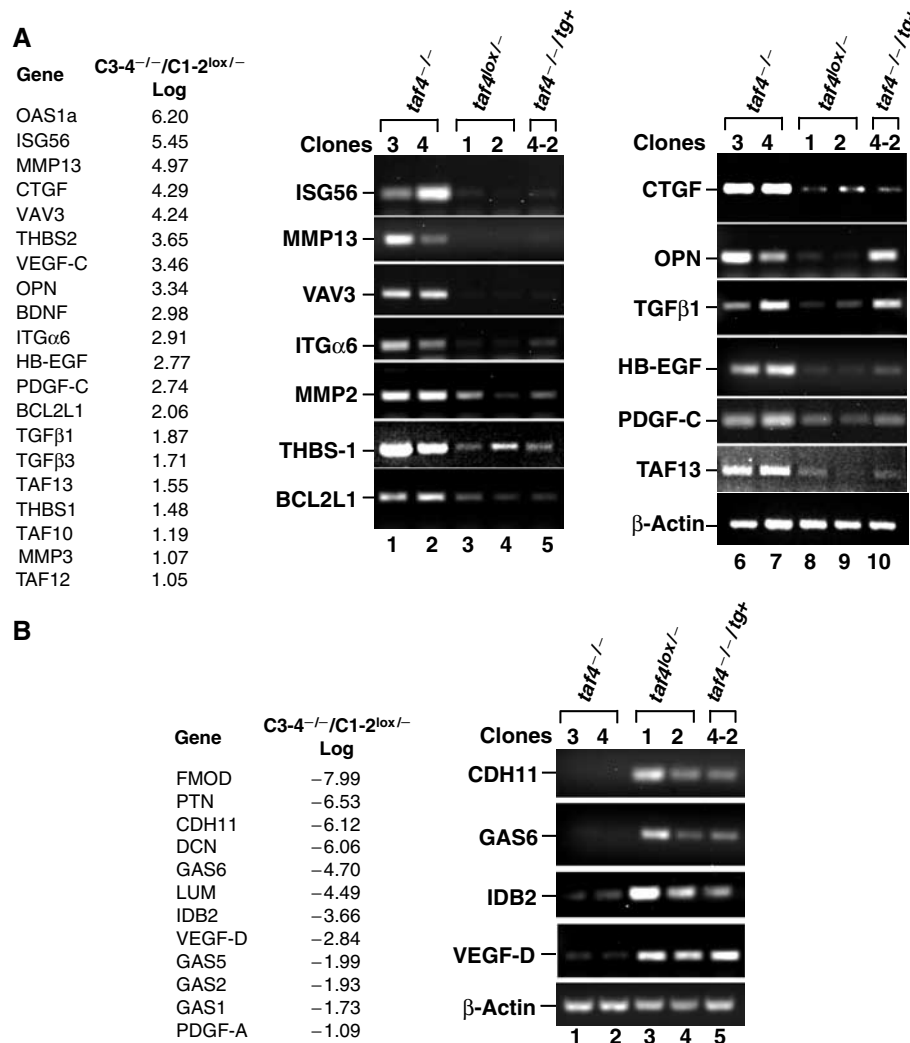 A
Gene C3-4−/−/C1-2lox/−
Log
OAS1a 6.20
ISG56 5.45
MMP13 4.97
CTGF 4.29
VAV3 4.24
THBS2 3.65
VEGF-C 3.46
OPN 3.34
BDNF 2.98
ITGα6 2.91
HB-EGF 2.77
PDGF-C 2.74
BCL2L1 2.06
TGFβ1 1.87
TGFβ3 1.71
TAF13 1.55
THBS1 1.48
TAF10 1.19
MMP3 1.07
TAF12 1.05
taf4−/− taf4lox/− taf4−/−/tg+
Clones 3 4 1 2 4-2
ISG56
MMP13
VAV3
ITGα6
MMP2
THBS-1
BCL2L1
1 2 3 4 5
taf4−/− taf4lox/− taf4−/−/tg+
Clones 3 4 1 2 4-2
CTGF
OPN
TGFβ1
HB-EGF
PDGF-C
TAF13
β-Actin
6 7 8 9 10
B
Gene C3-4−/−/C1-2lox/−
Log
FMOD −7.99
PTN −6.53
CDH11 −6.12
DCN −6.06
GAS6 −4.70
LUM −4.49
IDB2 −3.66
VEGF-D −2.84
GAS5 −1.99
GAS2 −1.93
GAS1 −1.73
PDGF-A −1.09
taf4−/− taf4lox/− taf4−/−/tg+
Clones 3 4 1 2 4-2
CDH11
GAS6
IDB2
VEGF-D
β-Actin
1 2 3 4 5